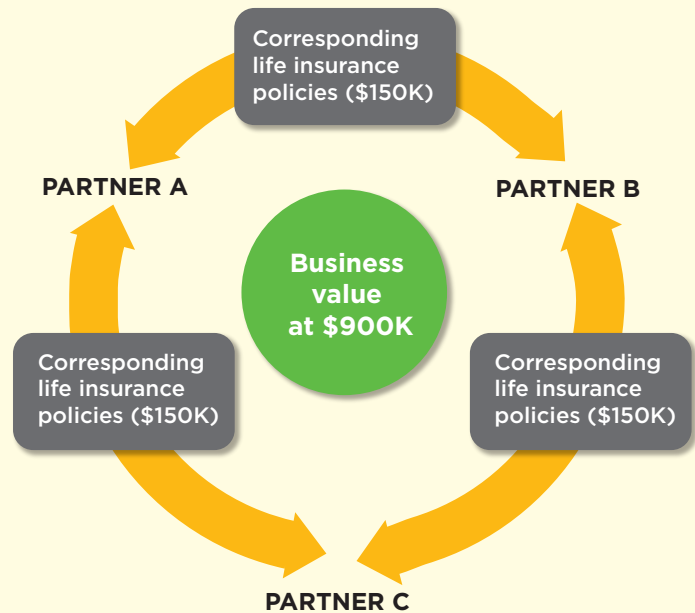 Corresponding
life insurance
policies ($150K)
PARTNER A
PARTNER B
Business
value
at $900K
Corresponding
life insurance
policies ($150K)
Corresponding
life insurance
policies ($150K)
PARTNER C